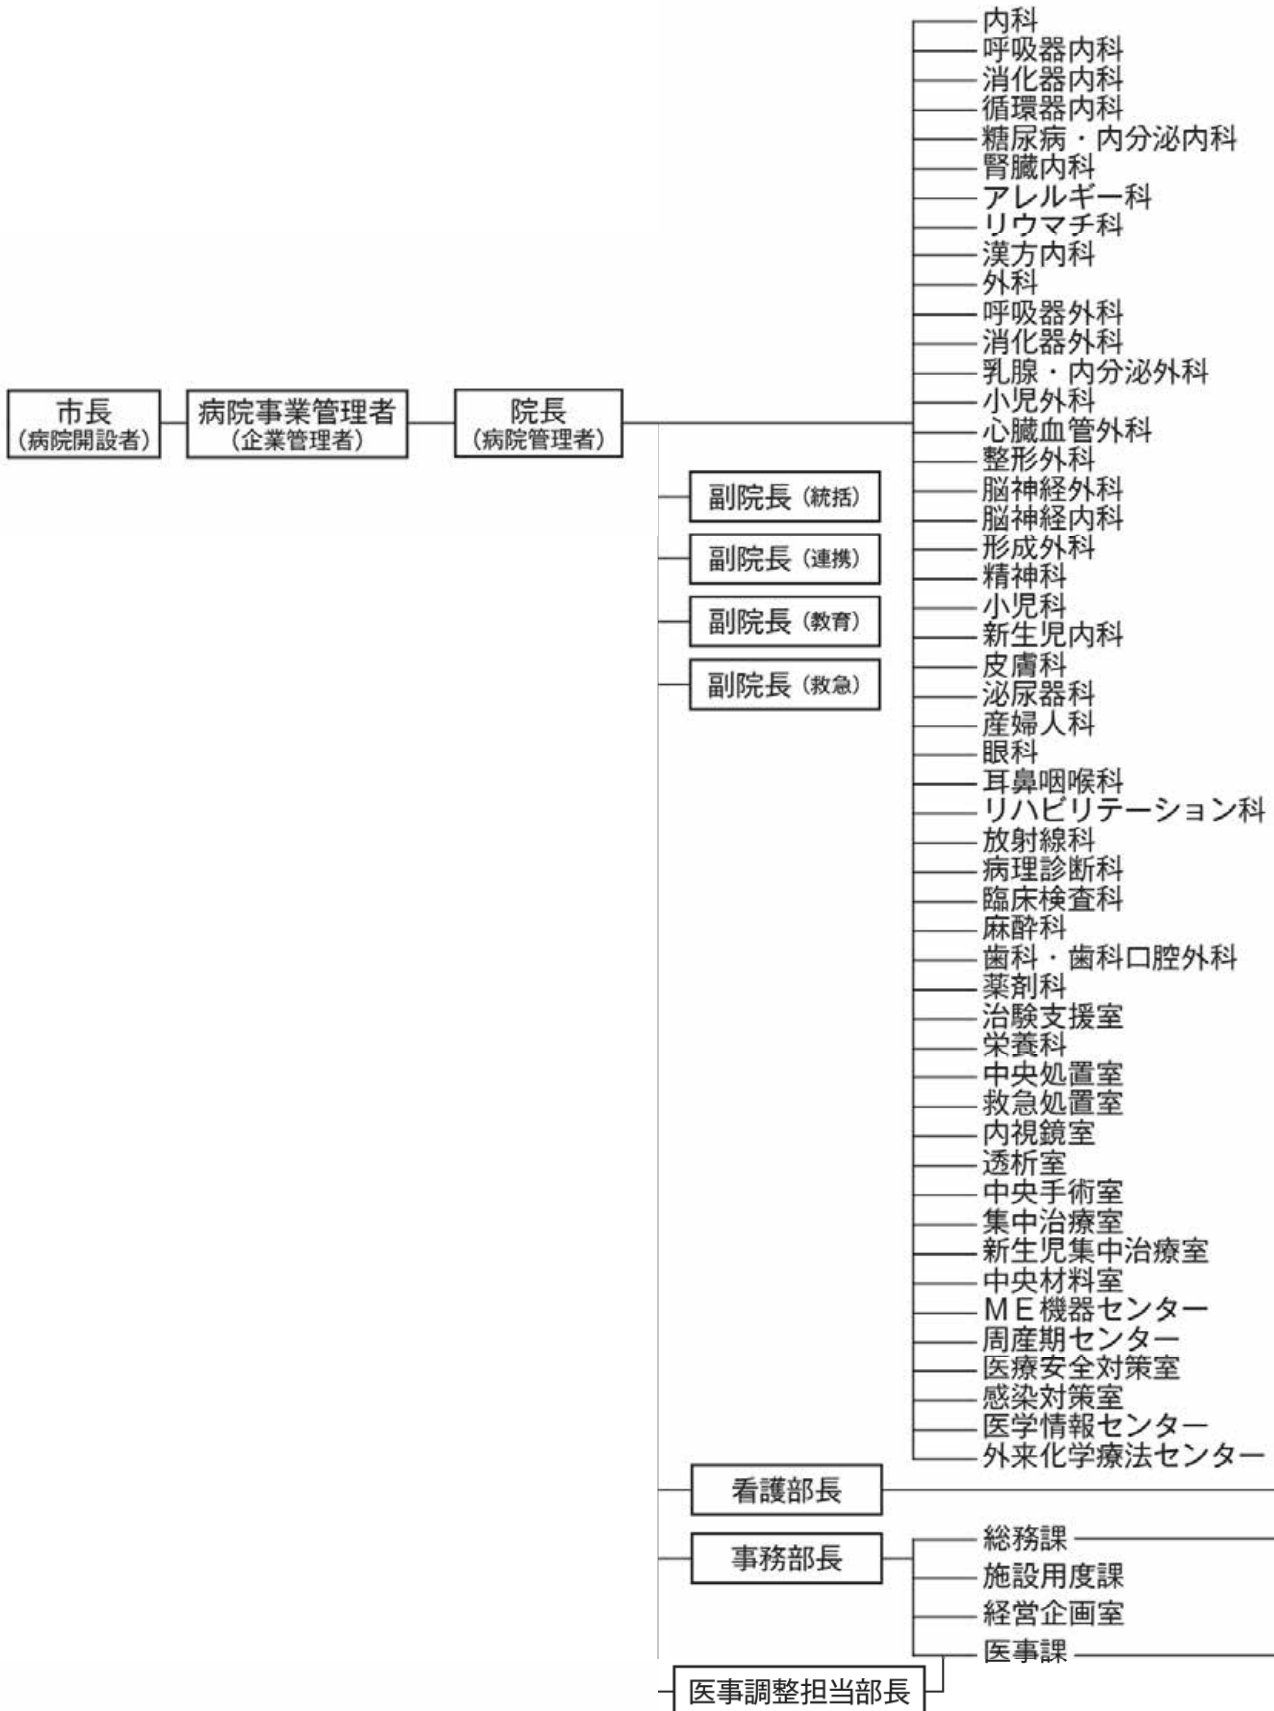 市長
（病院開設者）
病院事業管理者
（企業管理者）
院長
（病院管理者）
副院長（統括）
副院長（連携）
副院長（教育）
副院長（救急）
内科
呼吸器内科
消化器内科
循環器内科
糖尿病・内分泌内科
腎臓内科
アレルギー科
リウマチ科
漢方内科
外科
呼吸器外科
消化器外科
乳腺・内分泌外科
小児外科
心臓血管外科
整形外科
脳神経外科
脳神経内科
形成外科
精神科
小児科
新生児内科
皮膚科
泌尿器科
産婦人科
眼科
耳鼻咽喉科
リハビリテーション科
放射線科
病理診断科
臨床検査科
麻酔科
歯科・歯科口腔外科
薬剤科
治験支援室
栄養科
中央処置室
救急処置室
内視鏡室
透析室
中央手術室
集中治療室
新生児集中治療室
中央材料室
ＭＥ機器センター
周産期センター
医療安全対策室
感染対策室
医学情報センター
外来化学療法センター
看護部長
事務部長
総務課
施設用度課
経営企画室
医事課
医事調整担当部長